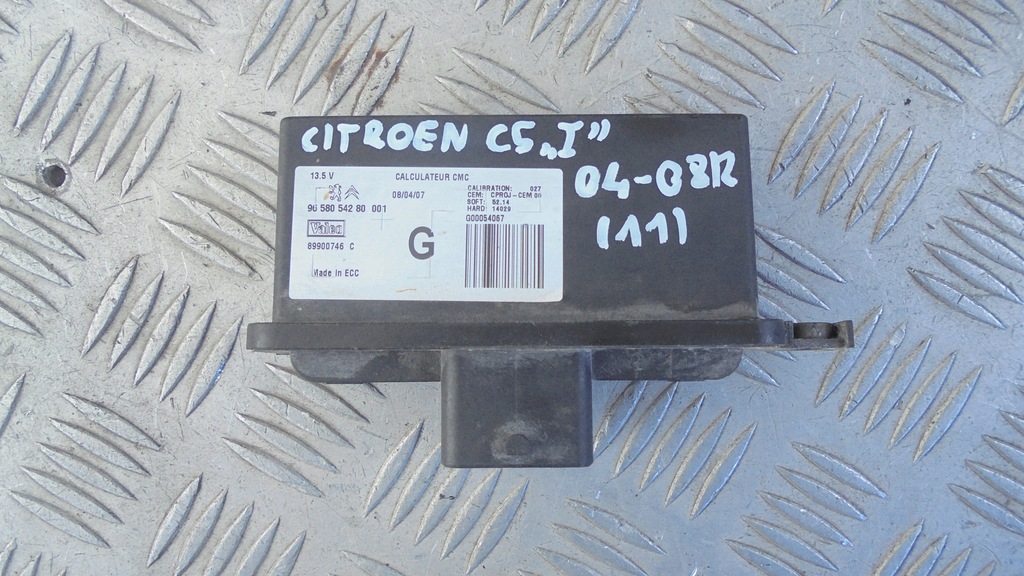 CITROEN C5 „I”
04-08R
(11)
13.5 V CALCULATEUR CMC
08/04/07
96 580 542 80 001
Valeo
89900746 C
Made in ECC
G
CALIBRATION: 027
CEM: CPROJ-CEM 00
SOFT: 52.14
HARD: 14029
G00054067